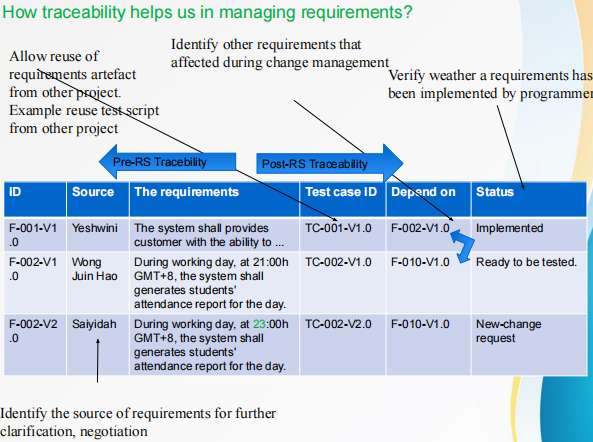 How traceability helps us in managing requirements?
Allow reuse of
requirements artefact
from other project.
Example reuse test script
from other project
Identify other requirements that
affected during change management
Verify weather a requirements has
been implemented by programmer
Pre-RS Tracebility
Post-RS Traceability
ID Source The requirements Test case ID Depend on Status
F-001-V1
.0
Yeshwini
The system shall provides
customer with the ability to ...
TC-001-V1.0
F-002-V1.0
Implemented
F-002-V1
.0
Wong
Juin Hao
During working day, at 21:00h
GMT+8, the system shall
generates students'
attendance report for the day.
TC-002-V1.0
F-010-V1.0
Ready to be tested.
F-002-V2
.0
Saiyidah
During working day, at 23:00h
GMT+8, the system shall
generates students'
attendance report for the day.
TC-002-V2.0
F-010-V1.0
New-change
request
Identify the source of requirements for further
clarification, negotiation